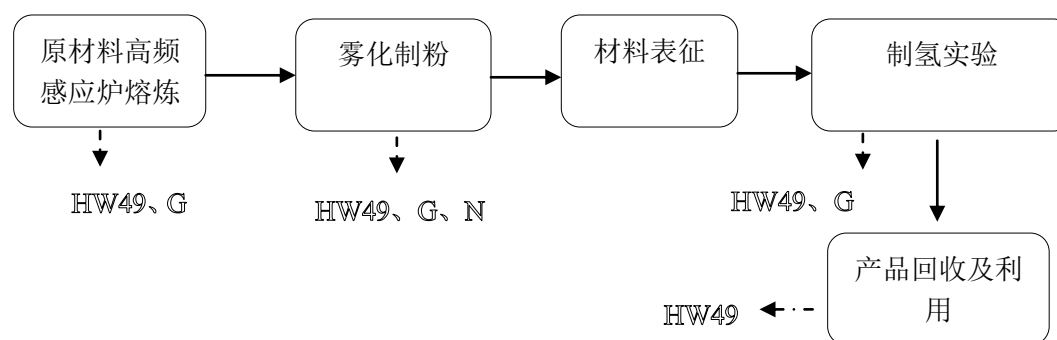 原材料高频
感应炉熔炼
雾化制粉
材料表征
制氢实验
HW49、G
HW49、G、N
HW49、G
产品回收及利
用
HW49